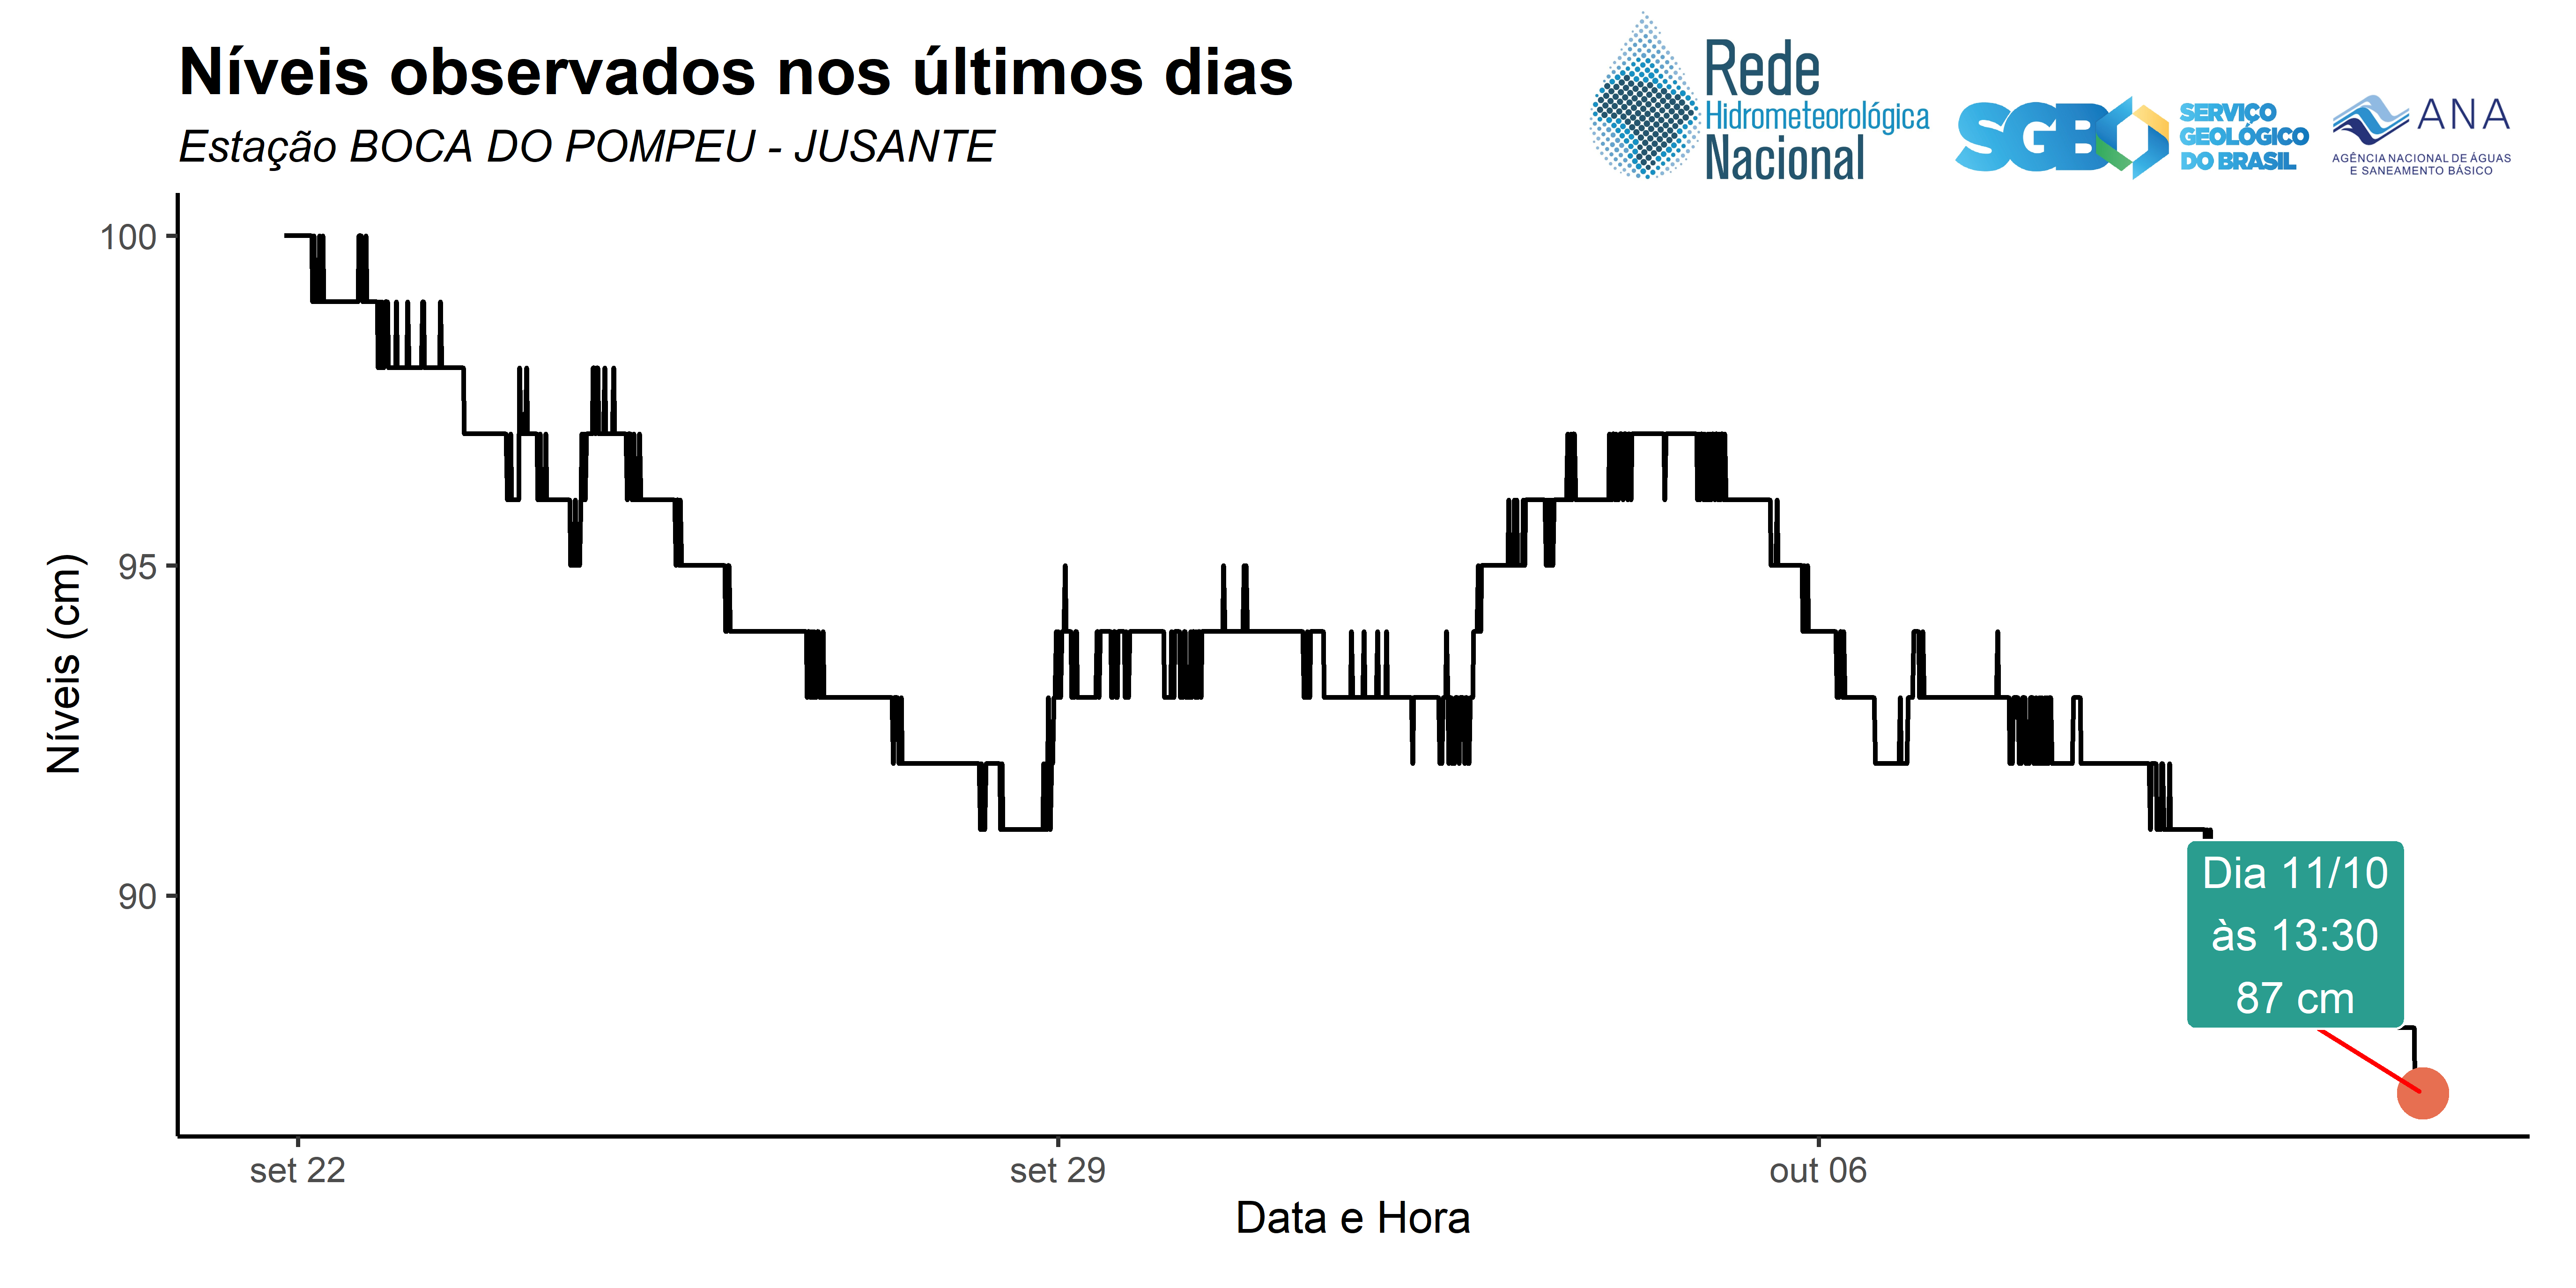 Níveis observados nos últimos dias
Estação BOCA DO POMPEU - JUSANTE
Rede
Hidrometeorológica
Nacional
SGB
SERVIÇO
GEOLÓGICO
DO BRASIL
ANA
AGÊNCIA NACIONAL DE ÁGUAS
E SANEAMENTO BÁSICO
Níveis (cm)
100
95
90
Dia 11/10
às 13:30
87 cm
set 22
set 29
out 06
Data e Hora